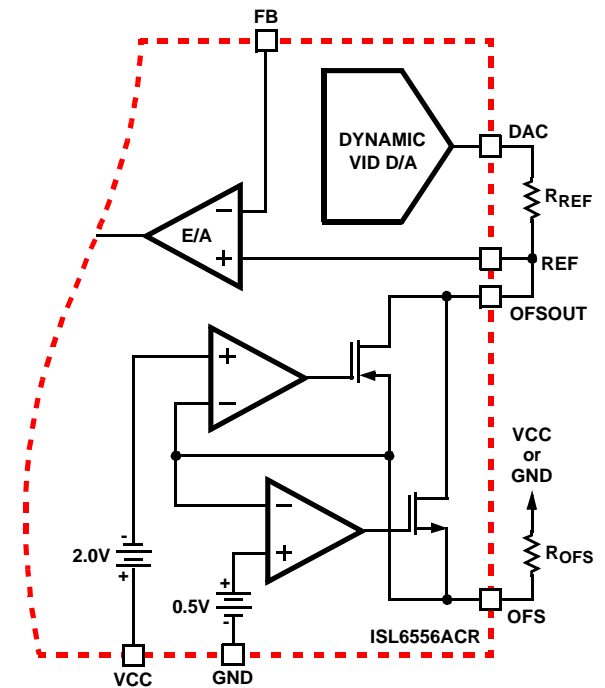 FB
DYNAMIC
VID D/A
DAC
RREF
E/A
−
+
REF
OFSOUT
+
−
VCC
or
GND
−
+
-
2.0V
+
+
0.5V
-
ROFS
OFS
ISL6556ACR
VCC
GND